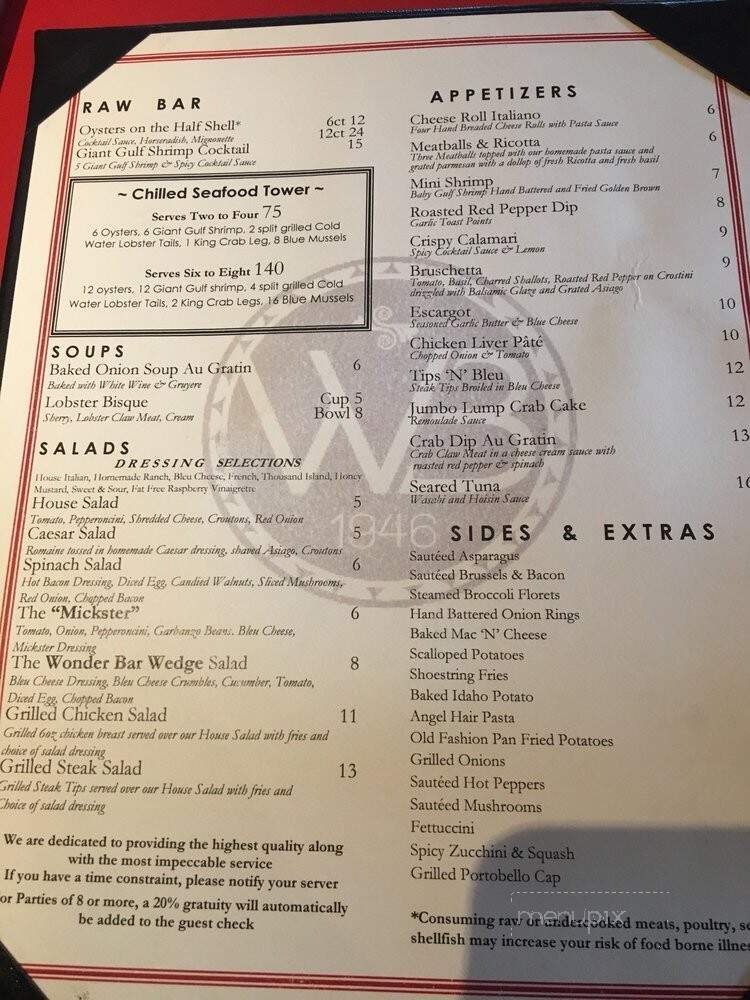 RAW BAR
Oysters on the Half Shell* 6ct 12
Cocktail Sauce, Horseradish, Mignonette 12ct 24
Giant Gulf Shrimp Cocktail 15
5 Giant Gulf Shrimp & Spicy Cocktail Sauce
~ Chilled Seafood Tower ~
Serves Two to Four 75
6 Oysters, 6 Giant Gulf Shrimp, 2 split grilled Cold
Water Lobster Tails, 1 King Crab Leg, 8 Blue Mussels
Serves Six to Eight 140
12 oysters, 12 Giant Gulf shrimp, 4 split grilled Cold
Water Lobster Tails, 2 King Crab Legs, 16 Blue Mussels
SOUPS
Baked Onion Soup Au Gratin 6
Baked with White Wine & Gruyere
Lobster Bisque Cup 5
Sherry, Lobster Claw Meat, Cream Bowl 8
SALADS
DRESSING SELECTIONS
House Italian, Homemade Ranch, Bleu Cheese, French, Thousand Island, Honey
Mustard, Sweet & Sour, Fat Free Raspberry Vinaigrette
House Salad 5
Tomato, Pepperoncini, Shredded Cheese, Croutons, Red Onion
Caesar Salad 5
Romaine tossed in homemade Caesar dressing, shaved Asiago, Croutons
Spinach Salad 6
Hot Bacon Dressing, Diced Egg, Candied Walnuts, Sliced Mushrooms,
Red Onion, Chopped Bacon
The "Mickster" 6
Tomato, Onion, Pepperoncini, Garbanzo Beans, Bleu Cheese,
Mickster Dressing
The Wonder Bar Wedge Salad 8
Bleu Cheese Dressing, Bleu Cheese Crumbles, Cucumber, Tomato,
Diced Egg, Chopped Bacon
Grilled Chicken Salad 11
Grilled 6oz chicken breast served over our House Salad with fries and
choice of salad dressing
Grilled Steak Salad 13
Grilled Steak Tips served over our House Salad with fries and
Choice of salad dressing
We are dedicated to providing the highest quality along
with the most impeccable service
If you have a time constraint, please notify your server
or Parties of 8 or more, a 20% gratuity will automatically
be added to the guest check
APPETIZERS
Cheese Roll Italiano 6
Four Hand Breaded Cheese Rolls with Pasta Sauce
Meatballs & Ricotta 6
Three Meatballs topped with our homemade pasta sauce and
grated parmesan with a dollop of fresh Ricotta and fresh basil
Mini Shrimp 7
Baby Gulf Shrimp Hand Battered and Fried Golden Brown
Roasted Red Pepper Dip 8
Garlic Toast Points
Crispy Calamari 9
Spicy Cocktail Sauce & Lemon
Bruschetta 9
Tomato, Basil, Charred Shallots, Roasted Red Pepper on Crostini
drizzled with Balsamic Glaze and Grated Asiago
Escargot 10
Seasoned Garlic Butter & Blue Cheese
Chicken Liver Pâté 10
Chopped Onion & Tomato
Tips 'N' Bleu 12
Steak Tips Broiled in Bleu Cheese
Jumbo Lump Crab Cake 12
Remoulade Sauce
Crab Dip Au Gratin 13
Crab Claw Meat in a cheese cream sauce with
roasted red pepper & spinach
Seared Tuna 16
Wasabi and Hoisin Sauce
SIDES & EXTRAS
Sautéed Asparagus
Sautéed Brussels & Bacon
Steamed Broccoli Florets
Hand Battered Onion Rings
Baked Mac 'N' Cheese
Scalloped Potatoes
Shoestring Fries
Baked Idaho Potato
Angel Hair Pasta
Old Fashion Pan Fried Potatoes
Grilled Onions
Sautéed Hot Peppers
Sautéed Mushrooms
Fettuccini
Spicy Zucchini & Squash
Grilled Portobello Cap
*Consuming raw or undercooked meats, poultry, se
shellfish may increase your risk of food borne illnes
WB
1946
menupix